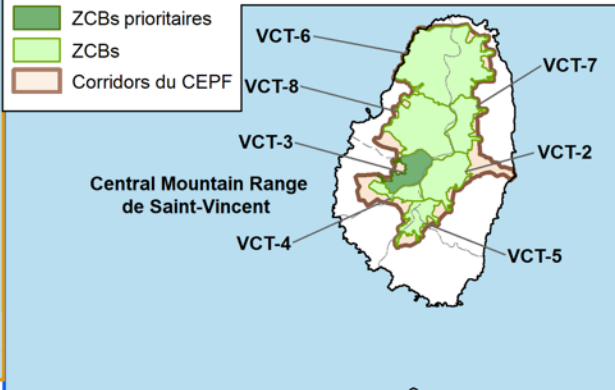 ZCBs prioritaires
ZCBs
Corridors du CEPF
VCT-6
VCT-7
VCT-8
VCT-3
VCT-2
Central Mountain Range
de Saint-Vincent
VCT-4
VCT-5